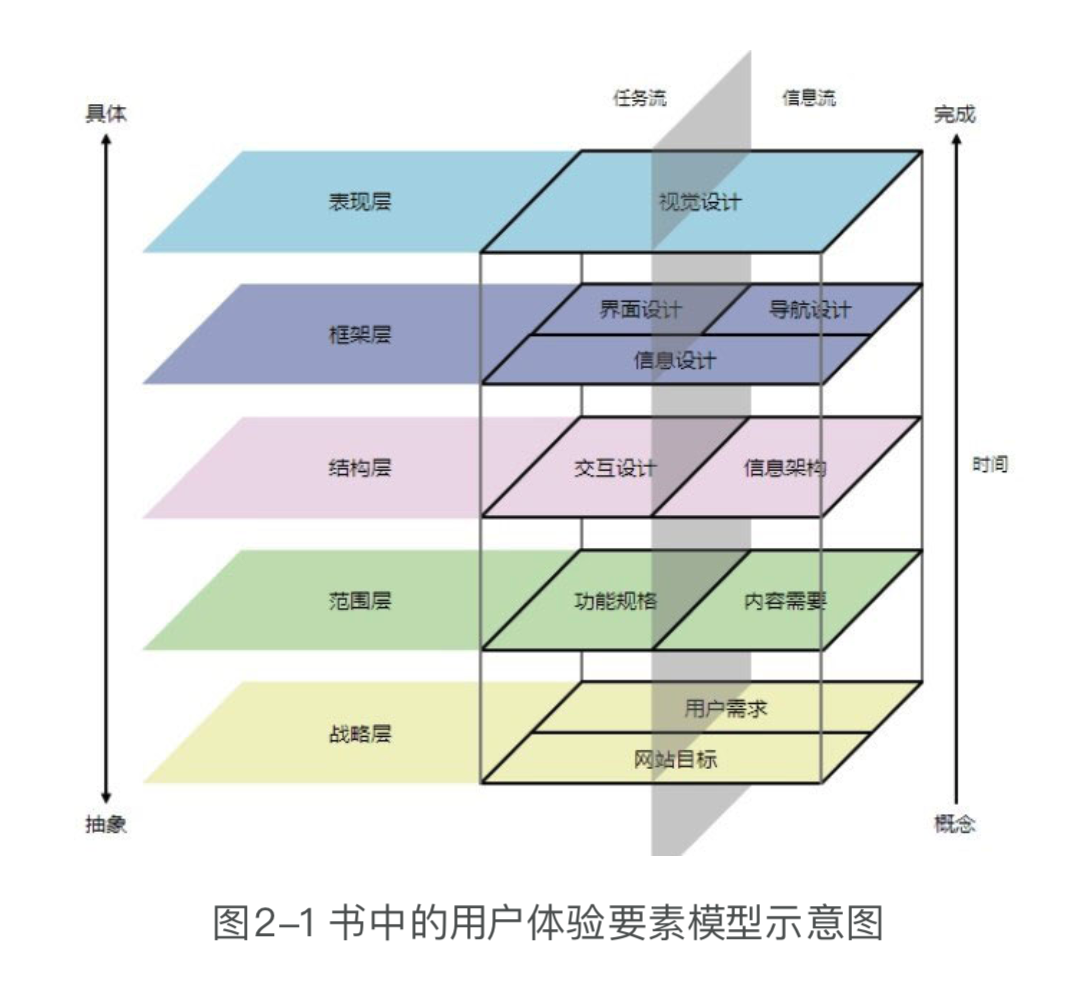 任务流 信息流
具体 完成
表现层 视觉设计
界面设计 导航设计
框架层
信息设计
结构层 交互设计 信息架构
时间
范围层 功能规格 内容需要
用户需求
战略层
网站目标
抽象 概念
图2-1 书中的用户体验要素模型示意图